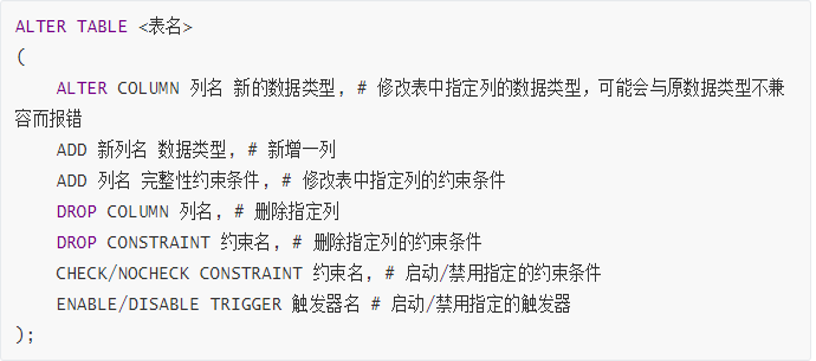 ALTER TABLE <表名>
(
    ALTER COLUMN 列名 新的数据类型, # 修改表中指定列的数据类型，可能会与原数据类型不兼
容而报错
    ADD 新列名 数据类型, # 新增一列
    ADD 列名 完整性约束条件, # 修改表中指定列的约束条件
    DROP COLUMN 列名, # 删除指定列
    DROP CONSTRAINT 约束名, # 删除指定列的约束条件
    CHECK/NOCHECK CONSTRAINT 约束名, # 启动/禁用指定的约束条件
    ENABLE/DISABLE TRIGGER 触发器名 # 启动/禁用指定的触发器
);